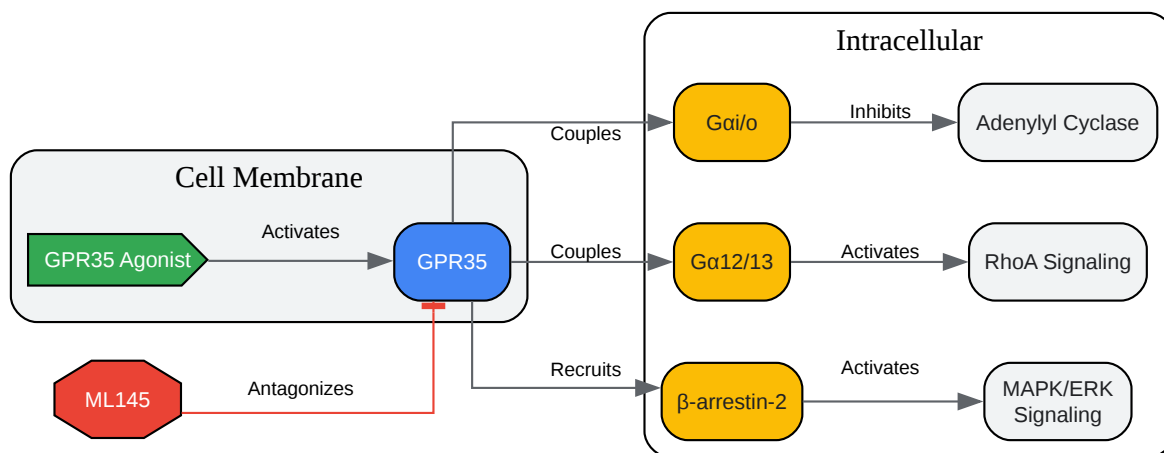 Intracellular
Gαi/o
Inhibits
Adenylyl Cyclase
Couples
Cell Membrane
Activates
GPR35 Agonist
GPR35
Couples
Gα12/13
Activates
RhoA Signaling
ML145
Antagonizes
Recruits
β-arrestin-2
Activates
MAPK/ERK
Signaling